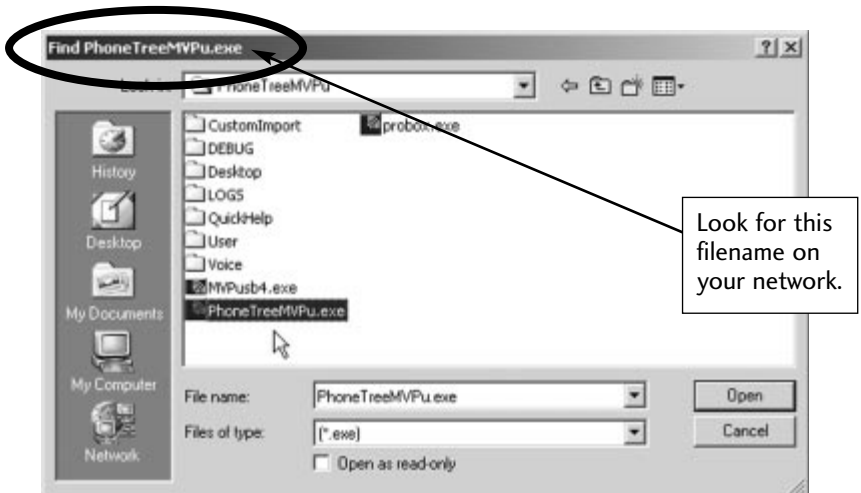 Find PhoneTreeMVPu.exe
Look in: PhoneTreeMVPu
CustomImport
DEBUG
Desktop
LOGS
QuickHelp
User
Voice
MVPusb4.exe
PhoneTreeMVPu.exe
probox.exe
History
Desktop
My Documents
My Computer
Network
Look for this
filename on
your network.
File name: PhoneTreeMVPu.exe Open
Files of type: (*.exe) Cancel
Open as read-only